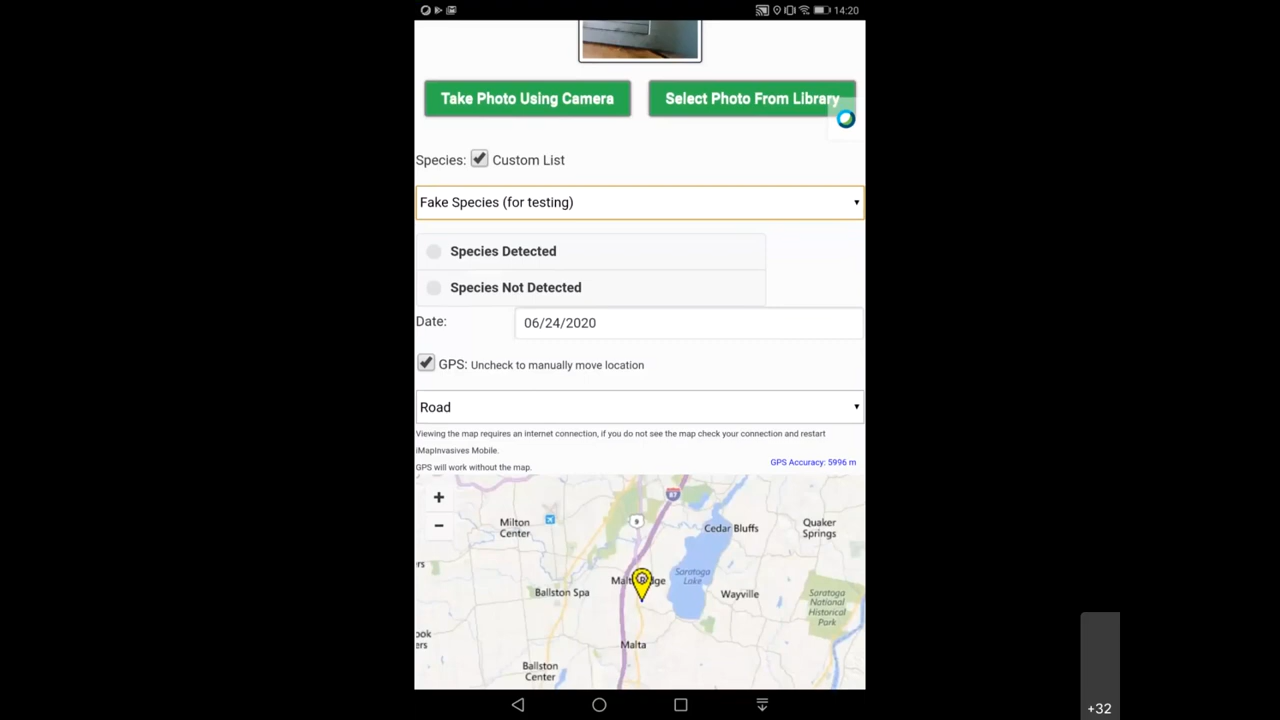 14:20
Take Photo Using Camera
Select Photo From Library
Species: Custom List
Fake Species (for testing)
Species Detected
Species Not Detected
Date: 06/24/2020
GPS: Uncheck to manually move location
Road
Viewing the map requires an internet connection, if you do not see the map check your connection and restart
iMapInvasives Mobile.
GPS will work without the map.
GPS Accuracy: 5996 m
+
−
87
9
Milton
Center
Cedar Bluffs
Quaker
Springs
Ballston Spa
Saratoga
Lake
Wayville
Saratoga
National
Historical
Park
Malta
Ballston
Center
+32